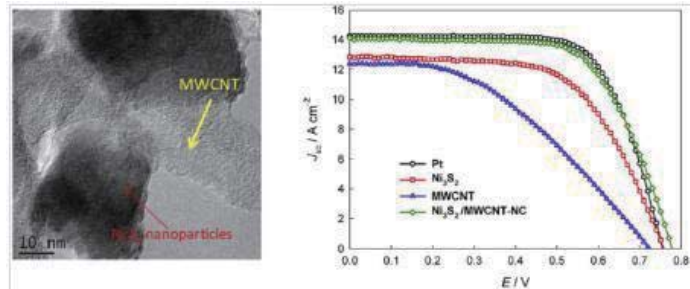 MWCNT
nanoparticles
10 nm
16
14
12
10
8
6
4
2
0
J_sc / A cm⁻²
Pt
Ni₃S₂
MWCNT
Ni₃S₂/MWCNT-NC
0.0 0.1 0.2 0.3 0.4 0.5 0.6 0.7 0.8
E / V